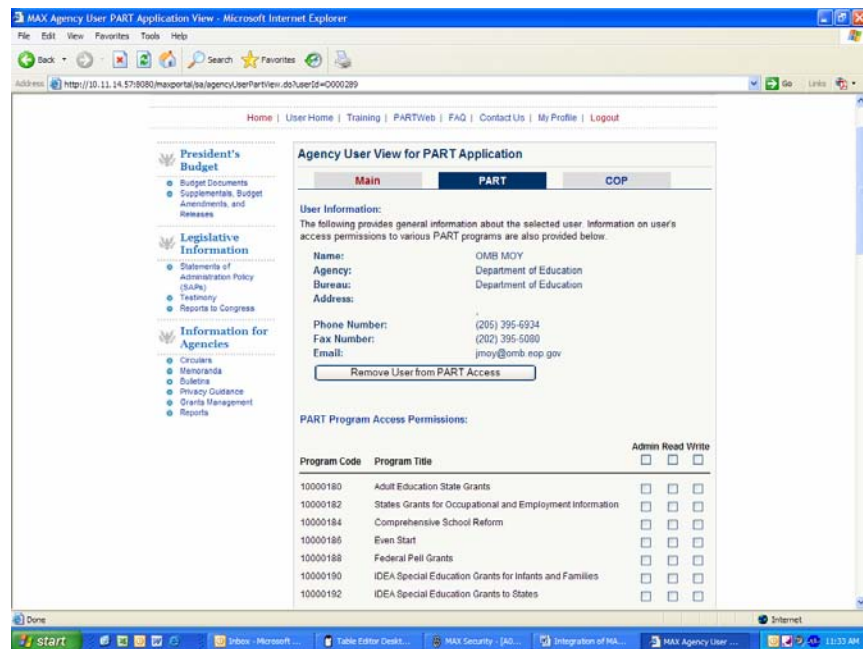 MAX Agency User PART Application View - Microsoft Internet Explorer
File Edit View Favorites Tools Help
Back Search Favorites
Address http://10.11.14.57:8080/maxportal/sa/agencyUserPartView.do?userId=O000289 Go Links
Home | User Home | Training | PARTWeb | FAQ | Contact Us | My Profile | Logout
President's
Budget
Budget Documents
Supplementals, Budget
Amendments, and
Releases
Legislative
Information
Statements of
Administration Policy
(SAPs)
Testimony
Reports to Congress
Information for
Agencies
Circulars
Memoranda
Bulletins
Privacy Guidance
Grants Management
Reports
Agency User View for PART Application
Main PART COP
User Information:
The following provides general information about the selected user. Information on user's
access permissions to various PART programs are also provided below.
Name: OMB MOY
Agency: Department of Education
Bureau: Department of Education
Address:
,
Phone Number: (205) 395-6934
Fax Number: (202) 395-5080
Email: jmoy@omb.eop.gov
Remove User from PART Access
PART Program Access Permissions:
Admin Read Write
Program Code Program Title
10000180 Adult Education State Grants
10000182 States Grants for Occupational and Employment Information
10000184 Comprehensive School Reform
10000186 Even Start
10000188 Federal Pell Grants
10000190 IDEA Special Education Grants for Infants and Families
10000192 IDEA Special Education Grants to States
Done Internet
start Inbox - Microsoft ... Table Editor Deskt... MAX Security - [A0... Integration of MA... MAX Agency User ... 11:33 AM